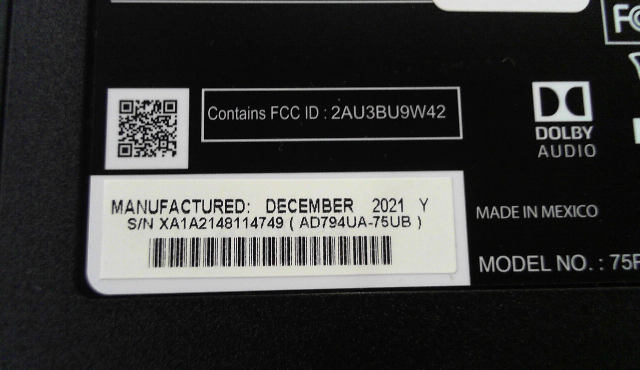 Contains FCC ID : 2AU3BU9W42
DOLBY
AUDIO
MANUFACTURED: DECEMBER 2021 Y
S/N XA1A2148114749 ( AD794UA-75UB )
MADE IN MEXICO
MODEL NO. : 75